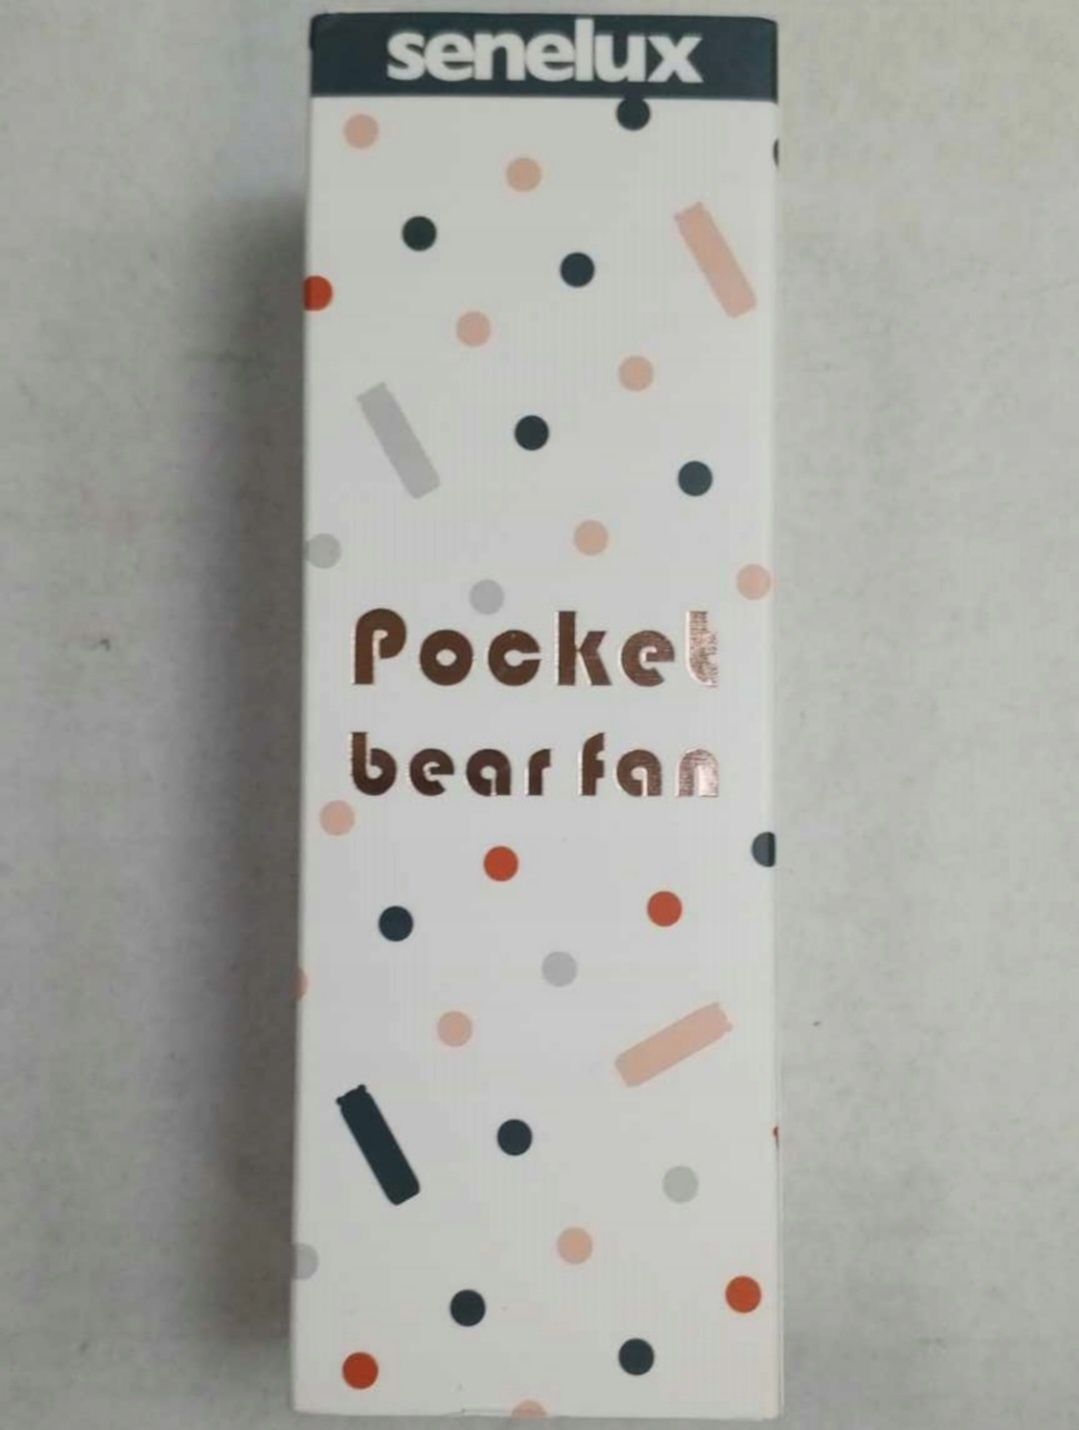 senelux
Pocket
bear fan